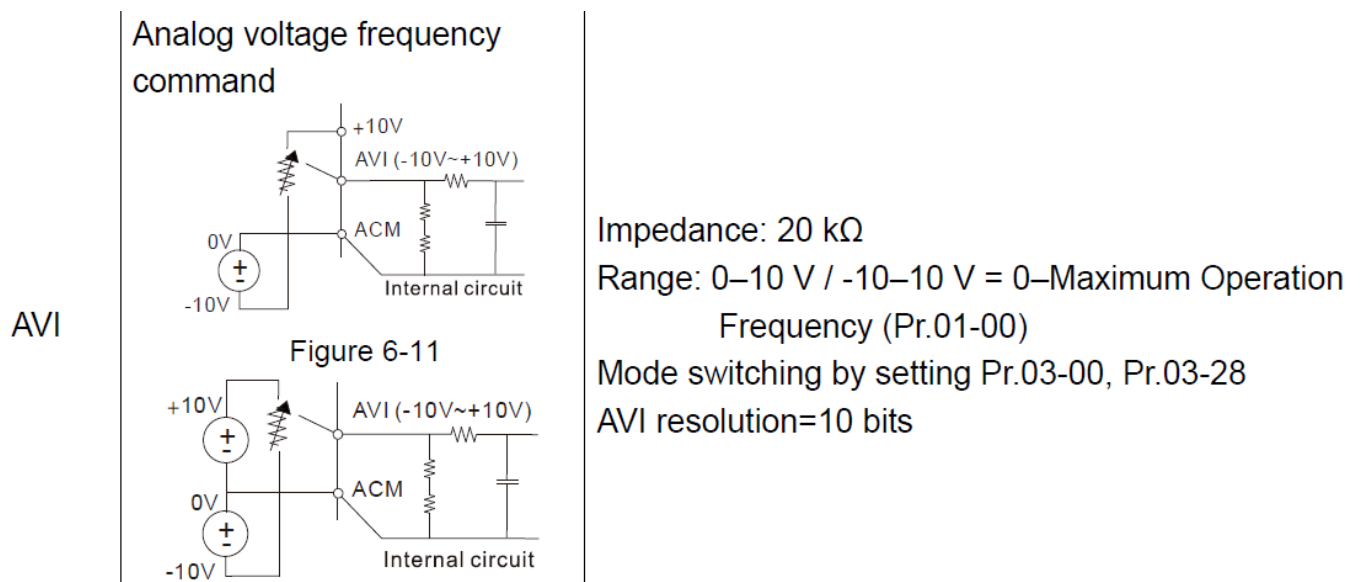 AVI
Analog voltage frequency
command
+10V
AVI (-10V~+10V)
ACM
0V
-10V
Internal circuit
Figure 6-11
+10V
AVI (-10V~+10V)
ACM
0V
-10V
Internal circuit
Impedance: 20 kΩ
Range: 0–10 V / -10–10 V = 0–Maximum Operation
Frequency (Pr.01-00)
Mode switching by setting Pr.03-00, Pr.03-28
AVI resolution=10 bits